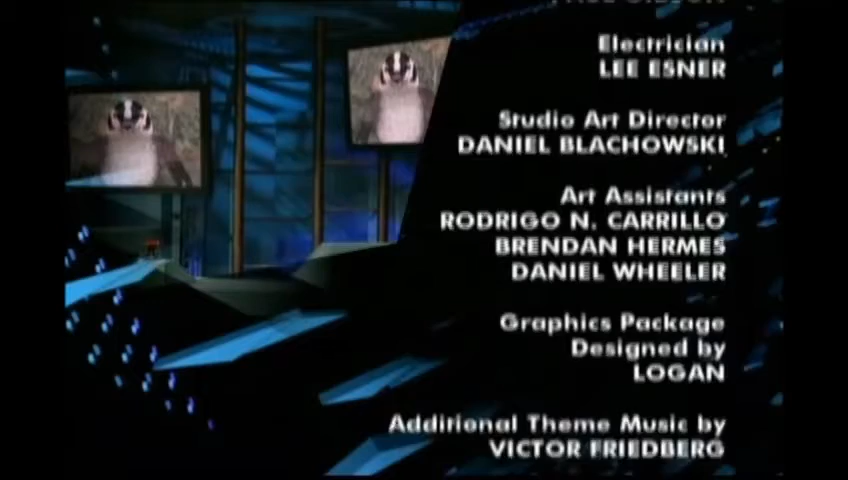 Electrician
LEE ESNER
Studio Art Director
DANIEL BLACHOWSKI
Art Assistants
RODRIGO N. CARRILLO
BRENDAN HERMES
DANIEL WHEELER
Graphics Package
Designed by
LOGAN
Additional Theme Music by
VICTOR FRIEDBERG